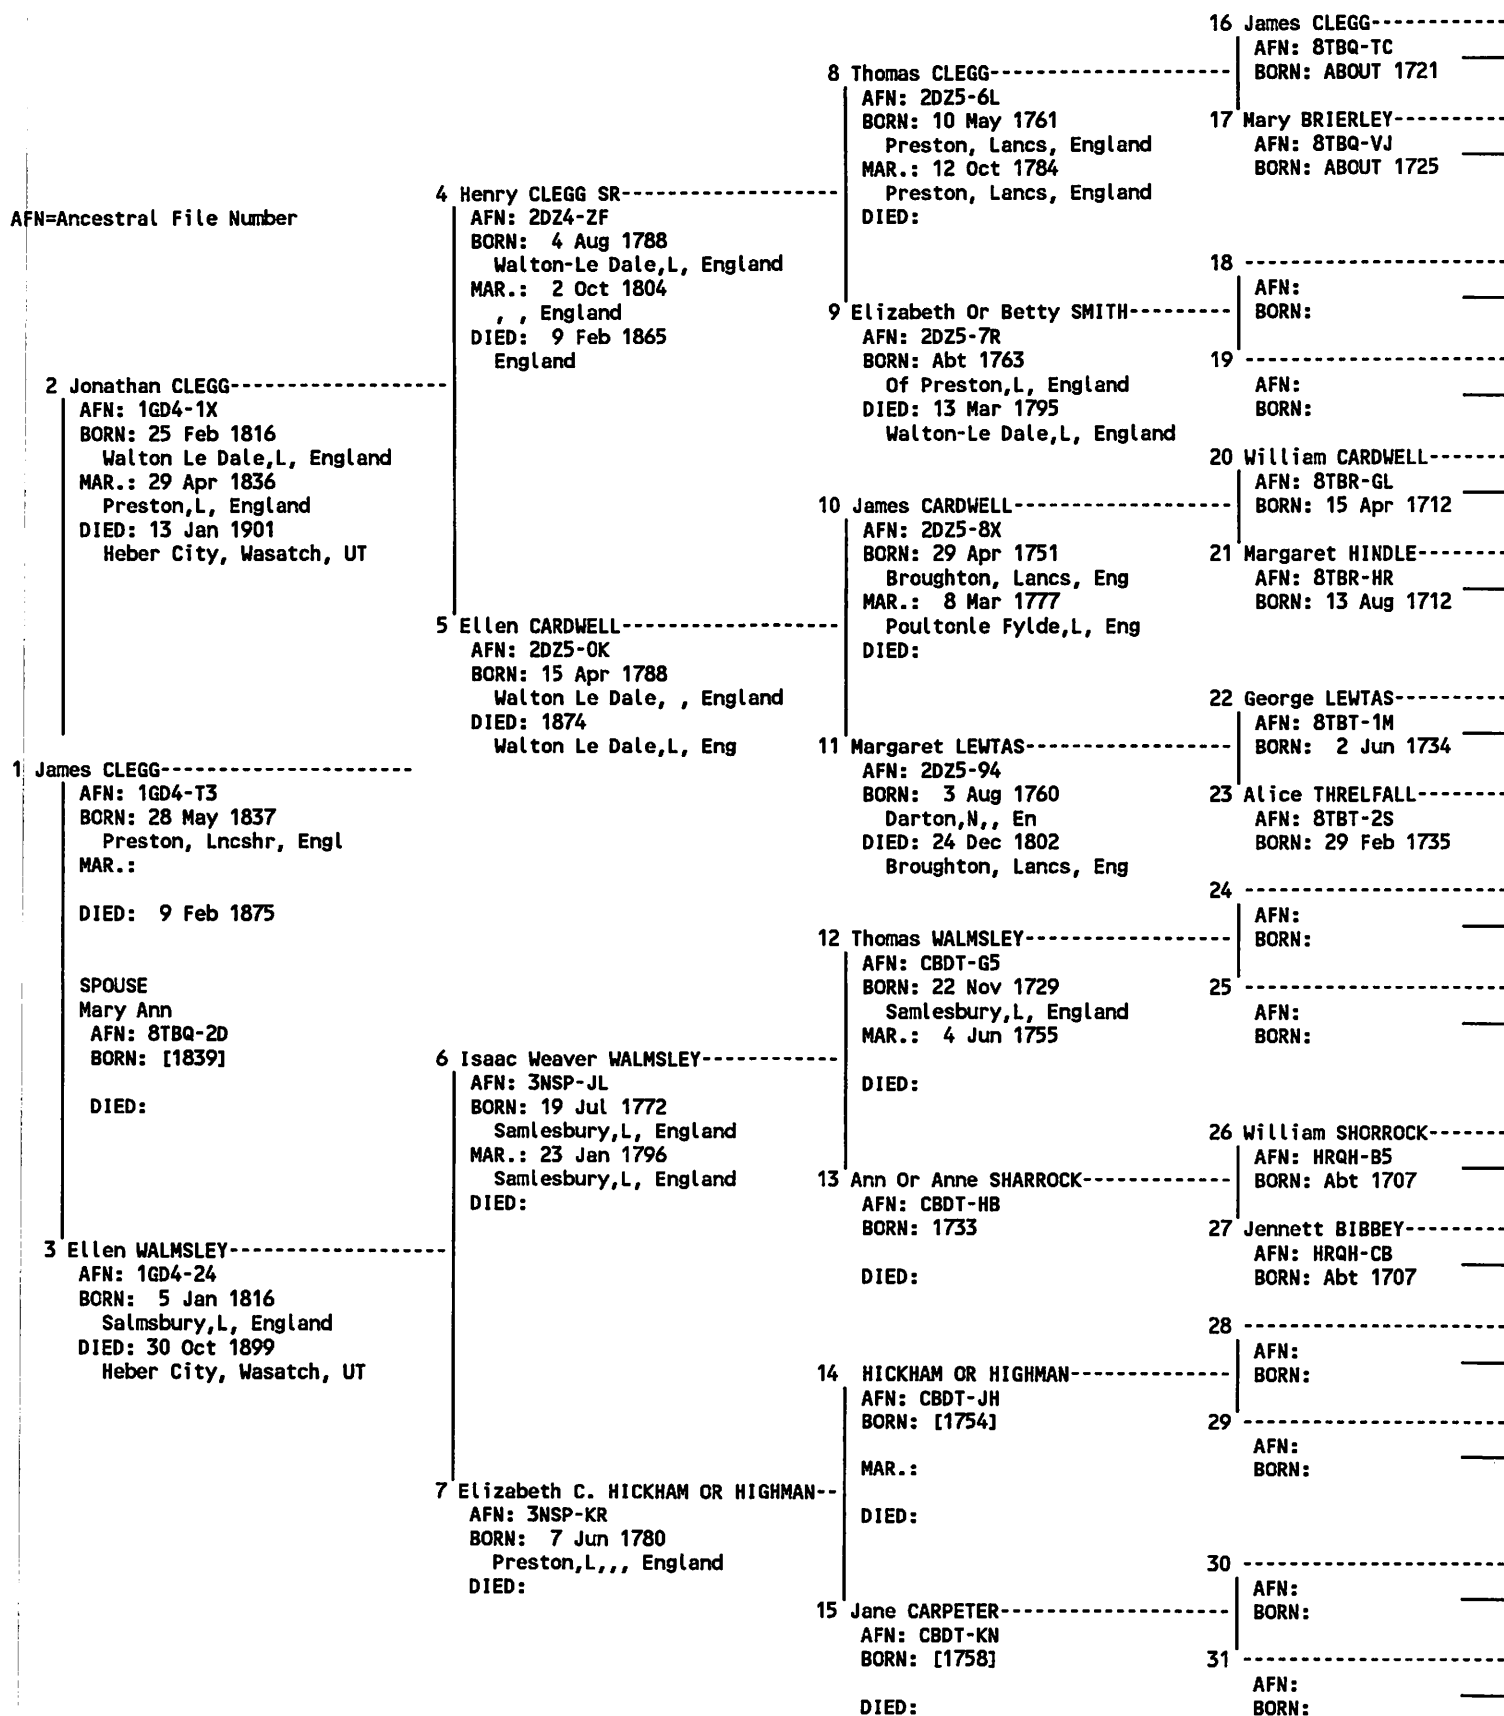 AFN=Ancestral File Number
1 James CLEGG
AFN: 1GD4-T3
BORN: 28 May 1837
Preston, Lncshr, Engl
MAR.:
DIED: 9 Feb 1875
SPOUSE
Mary Ann
AFN: 8TBQ-2D
BORN: [1839]
DIED:
2 Jonathan CLEGG
AFN: 1GD4-1X
BORN: 25 Feb 1816
Walton Le Dale,L, England
MAR.: 29 Apr 1836
Preston,L, England
DIED: 13 Jan 1901
Heber City, Wasatch, UT
3 Ellen WALMSLEY
AFN: 1GD4-24
BORN: 5 Jan 1816
Salmsbury,L, England
DIED: 30 Oct 1899
Heber City, Wasatch, UT
4 Henry CLEGG SR
AFN: 2DZ4-ZF
BORN: 4 Aug 1788
Walton-Le Dale,L, England
MAR.: 2 Oct 1804
, , England
DIED: 9 Feb 1865
England
5 Ellen CARDWELL
AFN: 2DZ5-0K
BORN: 15 Apr 1788
Walton Le Dale, , England
DIED: 1874
Walton Le Dale,L, Eng
6 Isaac Weaver WALMSLEY
AFN: 3NSP-JL
BORN: 19 Jul 1772
Samlesbury,L, England
MAR.: 23 Jan 1796
Samlesbury,L, England
DIED:
7 Elizabeth C. HICKHAM OR HIGHMAN
AFN: 3NSP-KR
BORN: 7 Jun 1780
Preston,L,,, England
DIED:
8 Thomas CLEGG
AFN: 2DZ5-6L
BORN: 10 May 1761
Preston, Lancs, England
MAR.: 12 Oct 1784
Preston, Lancs, England
DIED:
9 Elizabeth Or Betty SMITH
AFN: 2DZ5-7R
BORN: Abt 1763
Of Preston,L, England
DIED: 13 Mar 1795
Walton-Le Dale,L, England
10 James CARDWELL
AFN: 2DZ5-8X
BORN: 29 Apr 1751
Broughton, Lancs, Eng
MAR.: 8 Mar 1777
Poultonle Fylde,L, Eng
DIED:
11 Margaret LEWTAS
AFN: 2DZ5-94
BORN: 3 Aug 1760
Darton,N,, En
DIED: 24 Dec 1802
Broughton, Lancs, Eng
12 Thomas WALMSLEY
AFN: CBDT-G5
BORN: 22 Nov 1729
Samlesbury,L, England
MAR.: 4 Jun 1755
DIED:
13 Ann Or Anne SHARROCK
AFN: CBDT-HB
BORN: 1733
DIED:
14 HICKHAM OR HIGHMAN
AFN: CBDT-JH
BORN: [1754]
MAR.:
DIED:
15 Jane CARPETER
AFN: CBDT-KN
BORN: [1758]
DIED:
16 James CLEGG
AFN: 8TBQ-TC
BORN: ABOUT 1721
17 Mary BRIERLEY
AFN: 8TBQ-VJ
BORN: ABOUT 1725
18
AFN:
BORN:
19
AFN:
BORN:
20 William CARDWELL
AFN: 8TBR-GL
BORN: 15 Apr 1712
21 Margaret HINDLE
AFN: 8TBR-HR
BORN: 13 Aug 1712
22 George LEWTAS
AFN: 8TBT-1M
BORN: 2 Jun 1734
23 Alice THRELFALL
AFN: 8TBT-2S
BORN: 29 Feb 1735
24
AFN:
BORN:
25
AFN:
BORN:
26 William SHORROCK
AFN: HRQH-B5
BORN: Abt 1707
27 Jennett BIBBEY
AFN: HRQH-CB
BORN: Abt 1707
28
AFN:
BORN:
29
AFN:
BORN:
30
AFN:
BORN:
31
AFN:
BORN: